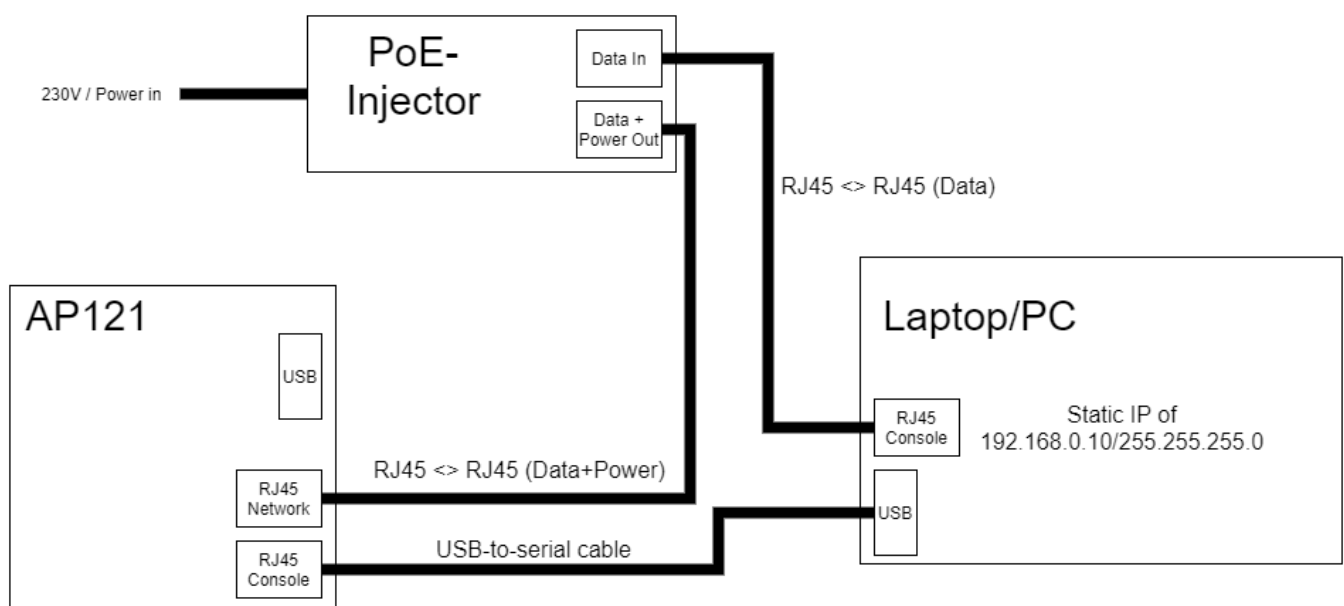 PoE-
Injector
Data In
Data +
Power Out
230V / Power in
RJ45 <> RJ45 (Data)
AP121
USB
RJ45
Network
RJ45
Console
RJ45 <> RJ45 (Data+Power)
USB-to-serial cable
Laptop/PC
RJ45
Console
Static IP of
192.168.0.10/255.255.255.0
USB